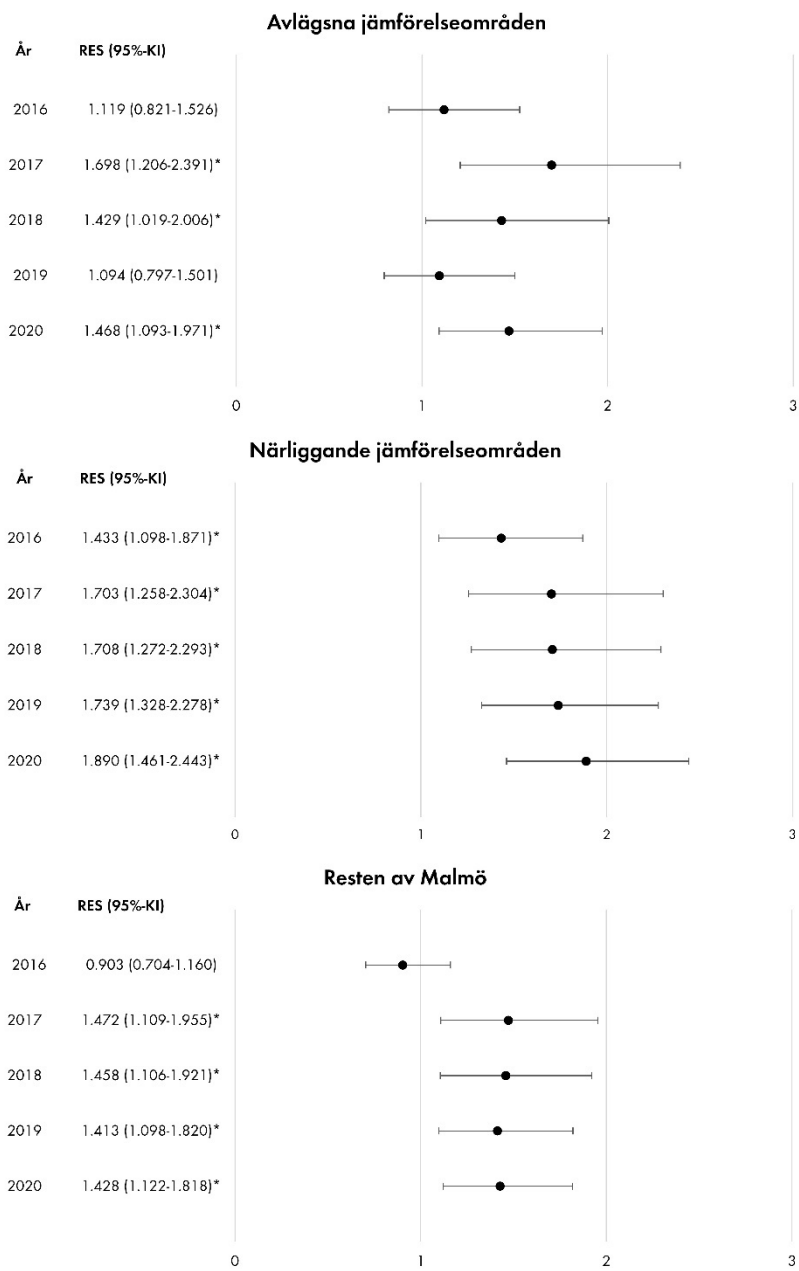 Avlägsna jämförelseområden
År RES (95%-KI)
2016 1.119 (0.821-1.526)
2017 1.698 (1.206-2.391)*
2018 1.429 (1.019-2.006)*
2019 1.094 (0.797-1.501)
2020 1.468 (1.093-1.971)*
0 1 2 3
Närliggande jämförelseområden
År RES (95%-KI)
2016 1.433 (1.098-1.871)*
2017 1.703 (1.258-2.304)*
2018 1.708 (1.272-2.293)*
2019 1.739 (1.328-2.278)*
2020 1.890 (1.461-2.443)*
0 1 2 3
Resten av Malmö
År RES (95%-KI)
2016 0.903 (0.704-1.160)
2017 1.472 (1.109-1.955)*
2018 1.458 (1.106-1.921)*
2019 1.413 (1.098-1.820)*
2020 1.428 (1.122-1.818)*
0 1 2 3